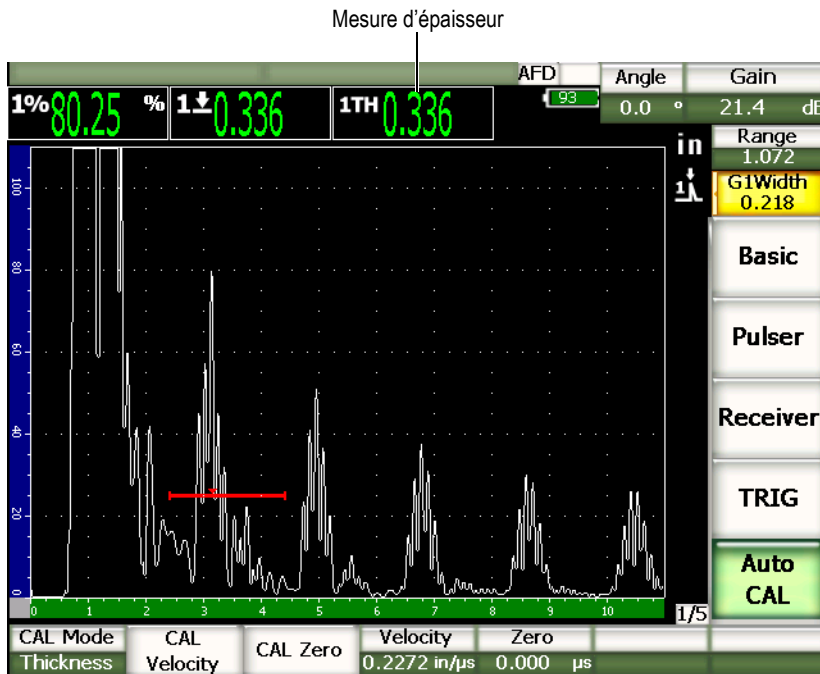 Mesure d'épaisseur
AFD
Angle
Gain
1% 80.25 %
1 0.336
1TH 0.336
93
0.0 °
21.4 dB
in
Range
1.072
1
G1Width
0.218
Basic
Pulser
Receiver
TRIG
Auto
CAL
100
80
60
40
20
0
0 1 2 3 4 5 6 7 8 9 10
1/5
CAL Mode
Thickness
CAL
Velocity
CAL Zero
Velocity
0.2272 in/µs
Zero
0.000 µs